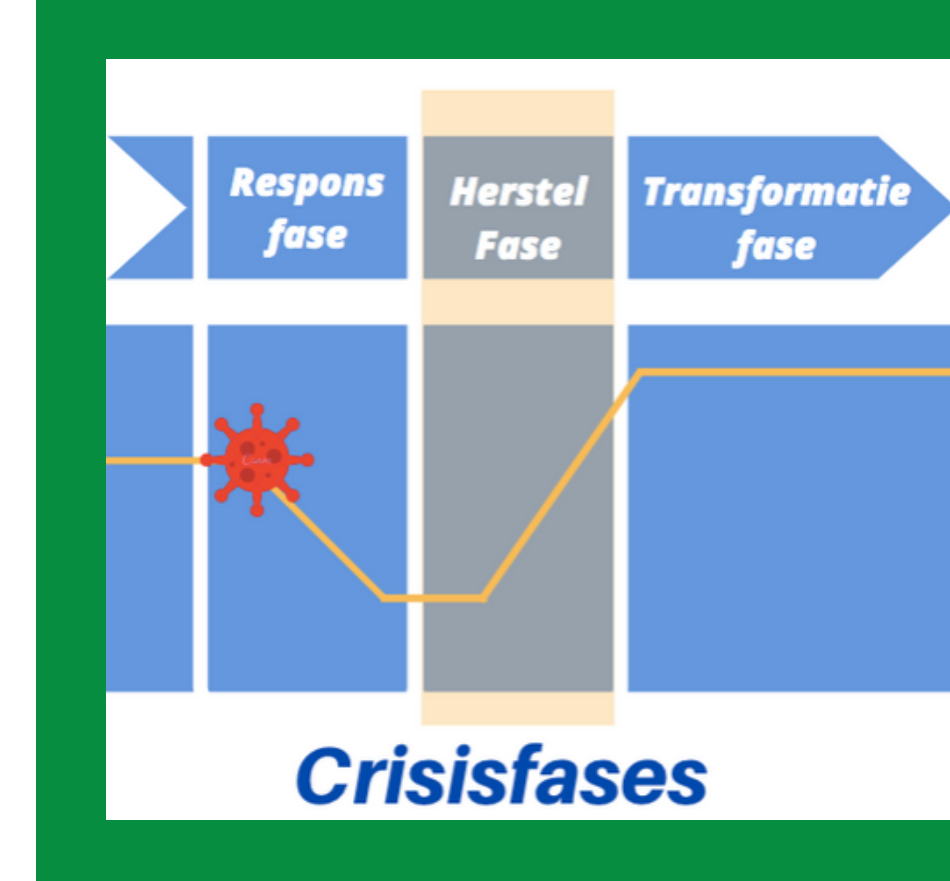 Respons
fase
Herstel
Fase
Transformatie
fase
Crisisfases